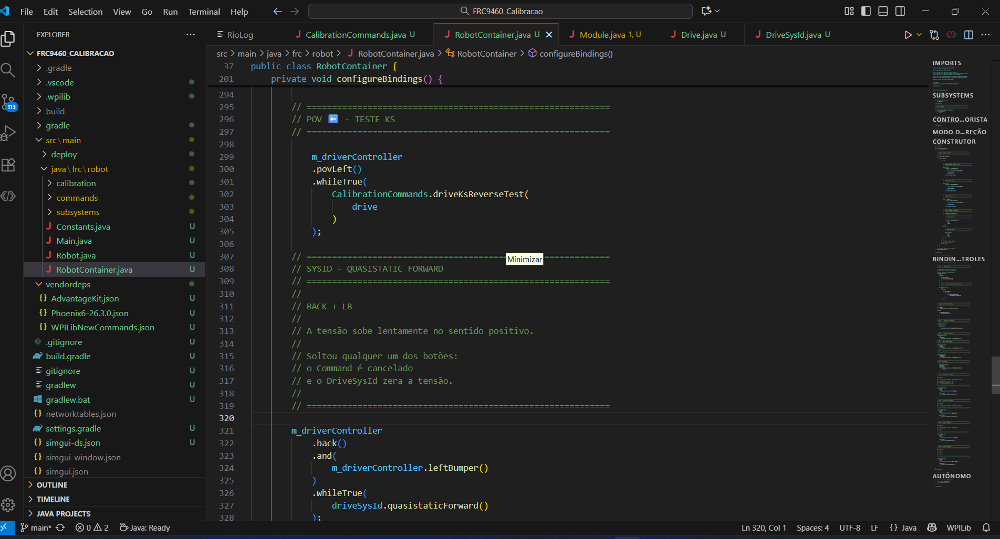 File Edit Selection View Go Run Terminal Help
FRC9460_Calibracao
EXPLORER
FRC9460_CALIBRACAO
.gradle
.vscode
.wpilib
build
gradle
src\main
deploy
java\frc\robot
calibration
commands
subsystems
Constants.java U
Main.java U
Robot.java U
RobotContainer.java U
vendordeps
AdvantageKit.json U
Phoenix6-26.3.0.json U
WPILibNewCommands.json U
.gitignore U
build.gradle U
gitignore U
gradlew U
gradlew.bat U
networktables.json
settings.gradle U
simgui-ds.json U
simgui-window.json
simgui.json
OUTLINE
TIMELINE
JAVA PROJECTS
113
RioLog
CalibrationCommands.java U
RobotContainer.java U
Module.java 1, U
Drive.java U
DriveSysId.java U
src > main > java > frc > robot > RobotContainer.java > RobotContainer > configureBindings()
37 public class RobotContainer {
201 private void configureBindings() {
294
295 // ============================================================
296 // POV ⬅️ - TESTE KS
297 // ============================================================
298
299 m_driverController
300 .povLeft()
301 .whileTrue(
302 CalibrationCommands.driveKsReverseTest(
303 drive
304 )
305 );
306
307 // ============================================================
Minimizar
308 // SYSID - QUASISTATIC FORWARD
309 // ============================================================
310 //
311 // BACK + LB
312 //
313 // A tensão sobe lentamente no sentido positivo.
314 //
315 // Soltou qualquer um dos botões:
316 // o Command é cancelado
317 // e o DriveSysId zera a tensão.
318 //
319 // ============================================================
320
321 m_driverController
322 .back()
323 .and(
324 m_driverController.leftBumper()
325 )
326 .whileTrue(
327 driveSysId.quasistaticForward()
328 );
IMPORTS
SUBSYSTEMS
CONTRO...ORISTA
MODO D...REÇÃO
CONSTRUTOR
BINDIN...TROLES
AUTÔNOMO
main* 0 2 Java: Ready
Ln 320, Col 1 Spaces: 4 UTF-8 LF {} Java WPILib